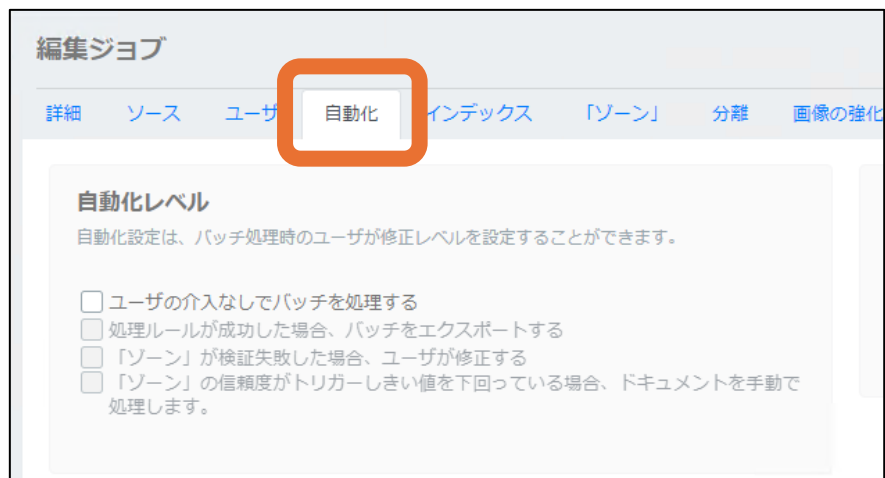 編集ジョブ
詳細 ソース ユーザ 自動化 インデックス 「ゾーン」 分離 画像の強化
自動化レベル
自動化設定は、バッチ処理時のユーザが修正レベルを設定することができます。
ユーザの介入なしでバッチを処理する
処理ルールが成功した場合、バッチをエクスポートする
「ゾーン」が検証失敗した場合、ユーザが修正する
「ゾーン」の信頼度がトリガーしきい値を下回っている場合、ドキュメントを手動で
処理します。